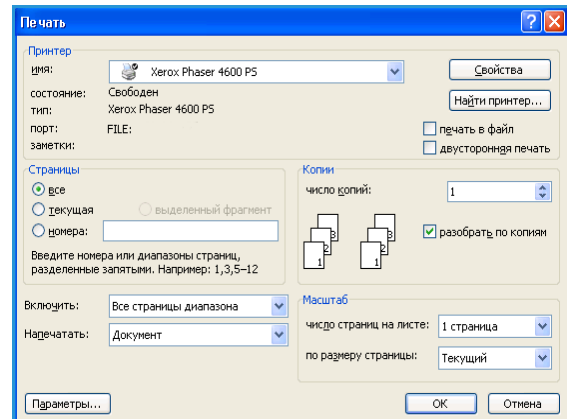 Печать
Принтер
имя: Xerox Phaser 4600 PS
Свойства
состояние: Свободен
тип: Xerox Phaser 4600 PS
Найти принтер...
порт: FILE:
печать в файл
заметки:
двусторонняя печать
Страницы
все
текущая
выделенный фрагмент
номера:
Введите номера или диапазоны страниц,
разделенные запятыми. Например: 1,3,5–12
Копии
число копий: 1
3
2
1
3
2
1
разобрать по копиям
Включить: Все страницы диапазона
Напечатать: Документ
Масштаб
число страниц на листе: 1 страница
по размеру страницы: Текущий
Параметры...
ОК
Отмена